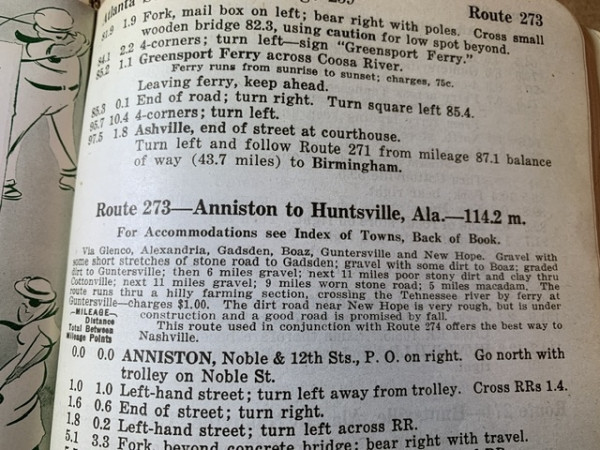 Atlanta
Route 273
81.9 1.9 Fork, mail box on left; bear right with poles. Cross small
wooden bridge 82.3, using caution for low spot beyond.
84.1 2.2 4-corners; turn left—sign "Greensport Ferry."
85.2 1.1 Greensport Ferry across Coosa River.
Ferry runs from sunrise to sunset; charges, 75c.
Leaving ferry, keep ahead.
85.3 0.1 End of road; turn right. Turn square left 85.4.
95.7 10.4 4-corners; turn left.
97.5 1.8 Ashville, end of street at courthouse.
Turn left and follow Route 271 from mileage 87.1 balance
of way (43.7 miles) to Birmingham.
Route 273—Anniston to Huntsville, Ala.—114.2 m.
For Accommodations see Index of Towns, Back of Book.
Via Glenco, Alexandria, Gadsden, Boaz, Guntersville and New Hope. Gravel with
some short stretches of stone road to Gadsden; gravel with some dirt to Boaz; graded
dirt to Guntersville; then 6 miles gravel; next 11 miles poor stony dirt and clay thru
Cottonville; next 11 miles gravel; 9 miles worn stone road; 5 miles macadam. The
route runs thru a hilly farming section, crossing the Tehnessee river by ferry at
Guntersville—charges $1.00. The dirt road near New Hope is very rough, but is under
construction and a good road is promised by fall.
This route used in conjunction with Route 274 offers the best way to
Nashville.
—MILEAGE—
Distance
Total Between
Mileage Points
0.0 0.0 ANNISTON, Noble & 12th Sts., P. O. on right. Go north with
trolley on Noble St.
1.0 1.0 Left-hand street; turn left away from trolley. Cross RRs 1.4.
1.6 0.6 End of street; turn right.
1.8 0.2 Left-hand street; turn left across RR.
5.1 3.3 Fork, beyond concrete bridge; bear right with travel.